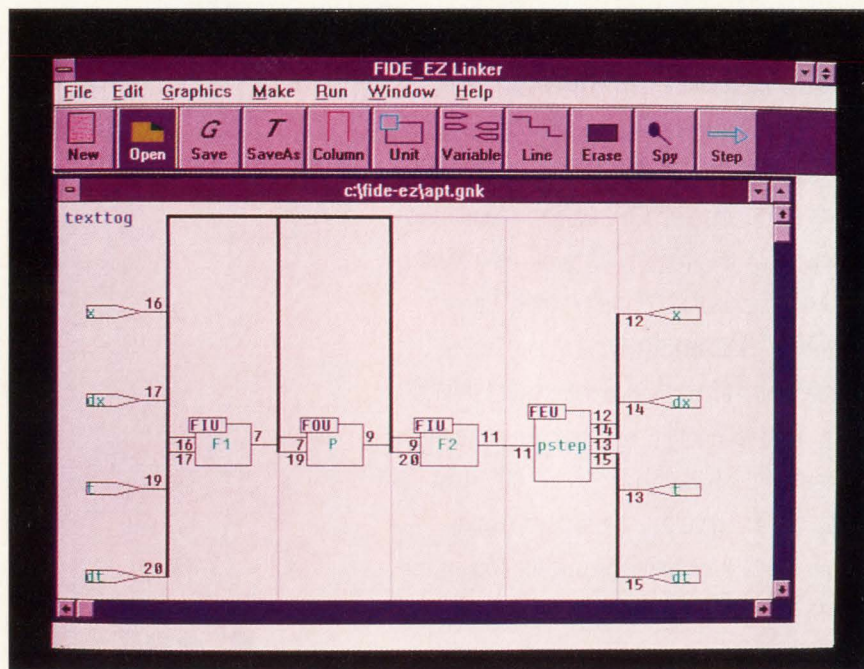 FIDE_EZ Linker
File Edit Graphics Make Run Window Help
G T
New Open Save SaveAs Column Unit Variable Line Erase Spy Step
c:\fide-ez\apt.gnk
texttog
x 16 12 x
dx 17 14 dx
FIU FOU FIU FEU 12
14
16 F1 7 7 P 9 9 F2 11 11 pstep 13
17 19 20 15
t 19 13 t
dt 20 15 dt